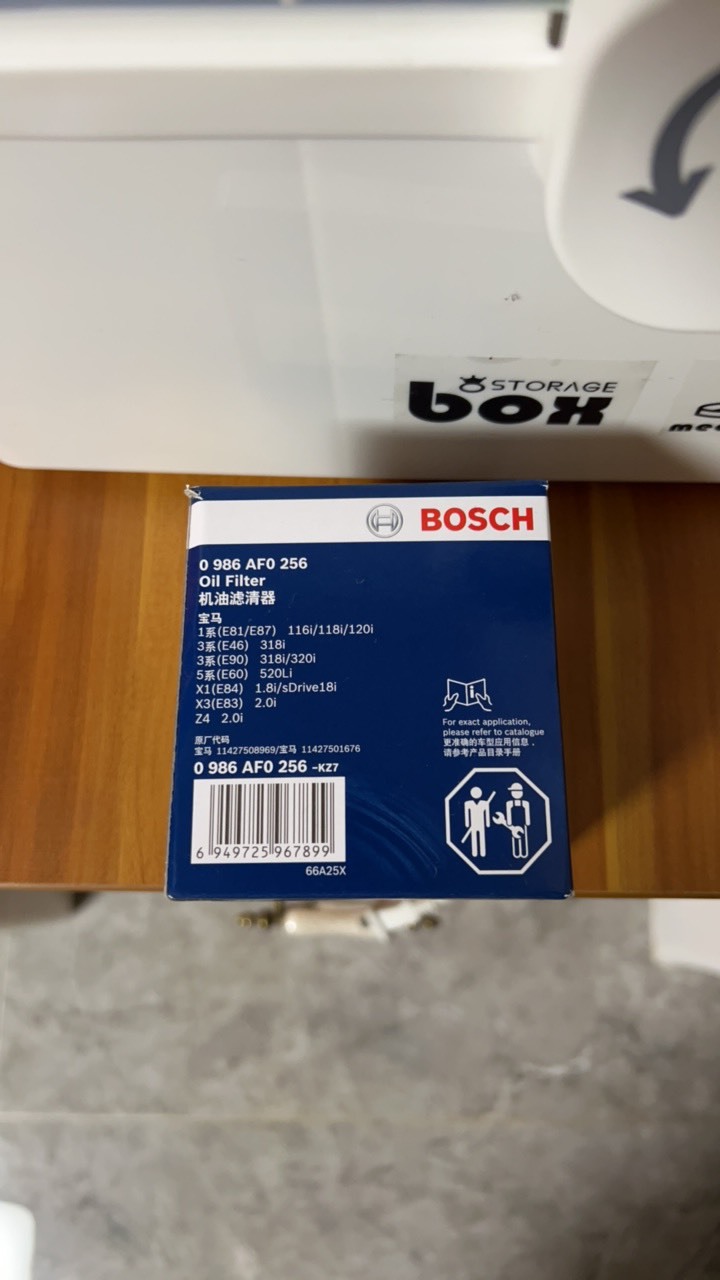 STORAGE
box
BOSCH
0 986 AF0 256
Oil Filter
机油滤清器
宝马
1系(E81/E87) 116i/118i/120i
3系(E46) 318i
3系(E90) 318i/320i
5系(E60) 520Li
X1(E84) 1.8i/sDrive18i
X3(E83) 2.0i
Z4 2.0i
原厂代码
宝马 11427508969/宝马 11427501676
0 986 AF0 256 -KZ7
6 949725 967899
66A25X
For exact application,
please refer to catalogue
更准确的车型应用信息，
请参考产品目录手册